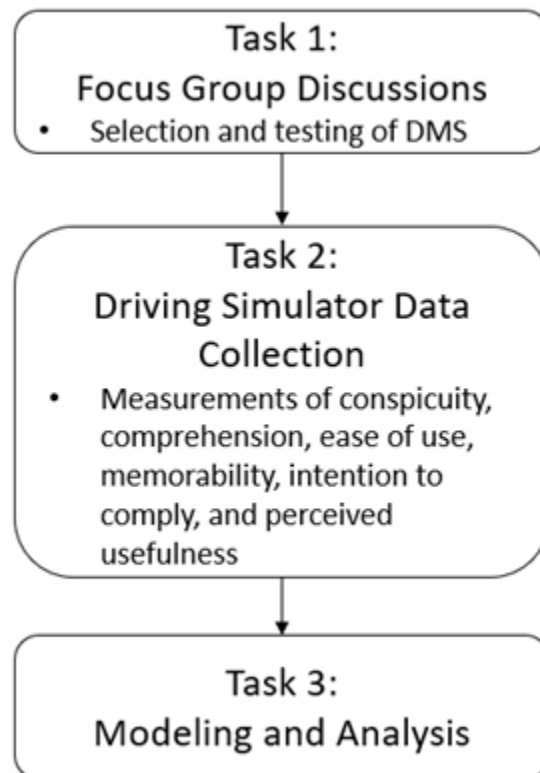 Task 1:
Focus Group Discussions
• Selection and testing of DMS
Task 2:
Driving Simulator Data
Collection
• Measurements of conspicuity,
comprehension, ease of use,
memorability, intention to
comply, and perceived
usefulness
Task 3:
Modeling and Analysis